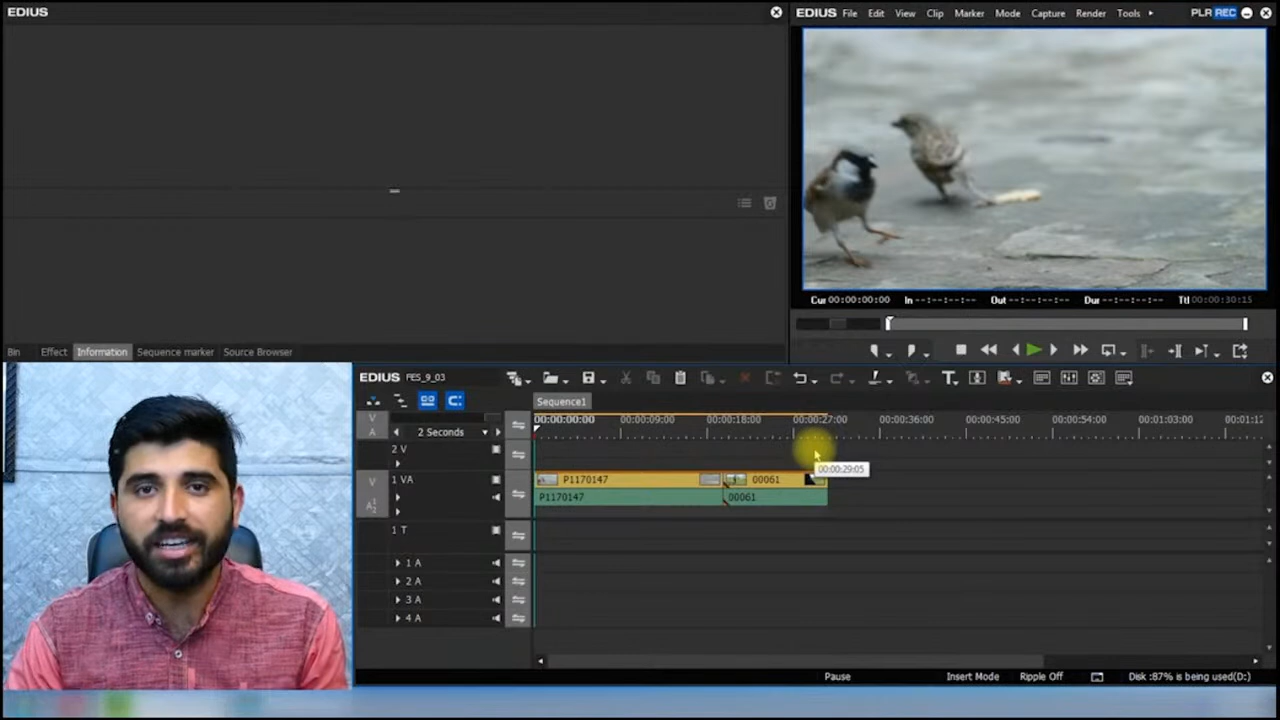 EDIUS
EDIUS File Edit View Clip Marker Mode Capture Render Tools PLR REC
Cur 00:00:00:00 In --:--:--:-- Out --:--:--:-- Dur --:--:--:-- Ttl 00:00:30:15
Bin Effect Information Sequence marker Source Browser
EDIUS FES_9_03
Sequence1
V
A
2 Seconds
00:00:00:00 00:00:09:00 00:00:18:00 00:00:27:00 00:00:36:00 00:00:45:00 00:00:54:00 00:01:03:00 00:01:12
2 V
00:00:29:05
V
1 VA
P1170147 00061
P1170147 00061
1 T
1 A
2 A
3 A
4 A
Pause Insert Mode Ripple Off Disk :87% is being used(D:)